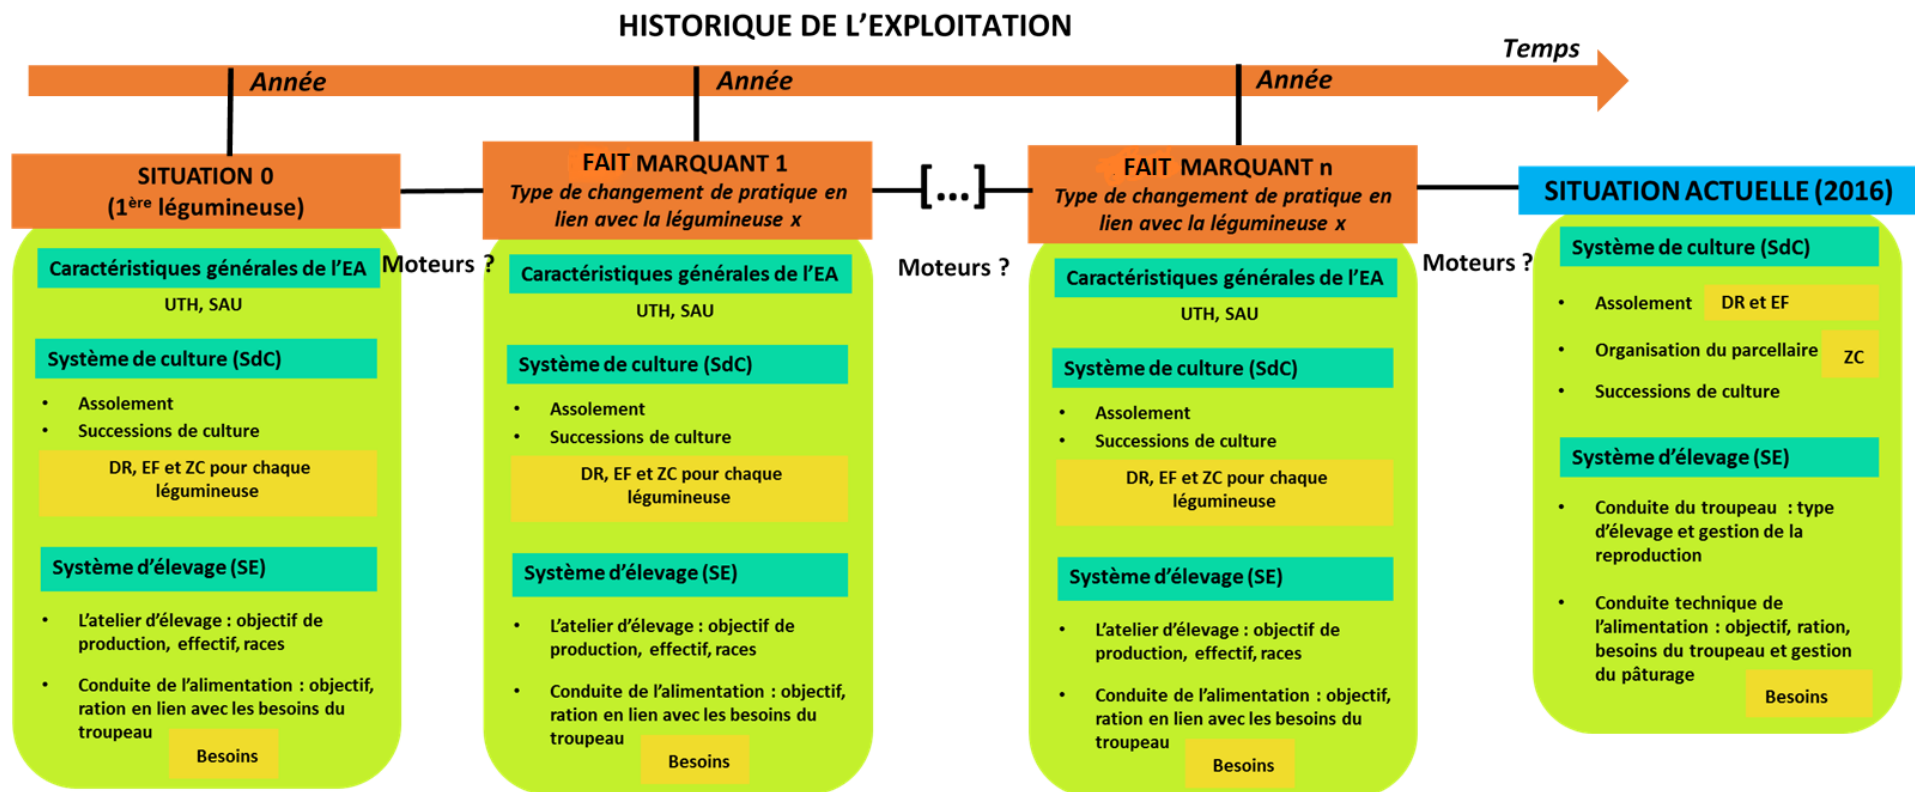 HISTORIQUE DE L'EXPLOITATION
Temps
Année
Année
Année
SITUATION 0
(1ère légumineuse)
Caractéristiques générales de l'EA
UTH, SAU
Système de culture (SdC)
• Assolement
• Successions de culture
DR, EF et ZC pour chaque
légumineuse
Système d'élevage (SE)
• L'atelier d'élevage : objectif de
production, effectif, races
• Conduite de l'alimentation : objectif,
ration en lien avec les besoins du
troupeau
Besoins
Moteurs ?
FAIT MARQUANT 1
Type de changement de pratique en
lien avec la légumineuse x
Caractéristiques générales de l'EA
UTH, SAU
Système de culture (SdC)
• Assolement
• Successions de culture
DR, EF et ZC pour chaque
légumineuse
Système d'élevage (SE)
• L'atelier d'élevage : objectif de
production, effectif, races
• Conduite de l'alimentation : objectif,
ration en lien avec les besoins du
troupeau
Besoins
[...]
Moteurs ?
FAIT MARQUANT n
Type de changement de pratique en
lien avec la légumineuse x
Caractéristiques générales de l'EA
UTH, SAU
Système de culture (SdC)
• Assolement
• Successions de culture
DR, EF et ZC pour chaque
légumineuse
Système d'élevage (SE)
• L'atelier d'élevage : objectif de
production, effectif, races
• Conduite de l'alimentation : objectif,
ration en lien avec les besoins du
troupeau
Besoins
Moteurs ?
SITUATION ACTUELLE (2016)
Système de culture (SdC)
• Assolement DR et EF
• Organisation du parcellaire ZC
• Successions de culture
Système d'élevage (SE)
• Conduite du troupeau : type
d'élevage et gestion de la
reproduction
• Conduite technique de
l'alimentation : objectif, ration,
besoins du troupeau et gestion
du pâturage
Besoins